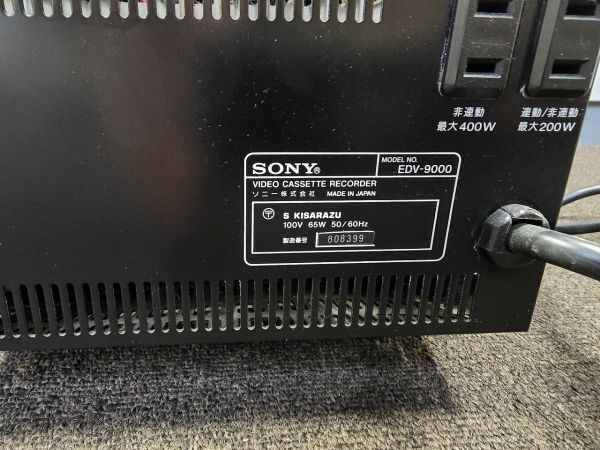 非連動
最大400W
連動/非連動
最大200W
SONY®
MODEL NO.
EDV-9000
VIDEO CASSETTE RECORDER
ソニー株式会社 MADE IN JAPAN
〒 S KISARAZU
100V 65W 50/60Hz
製造番号 808399